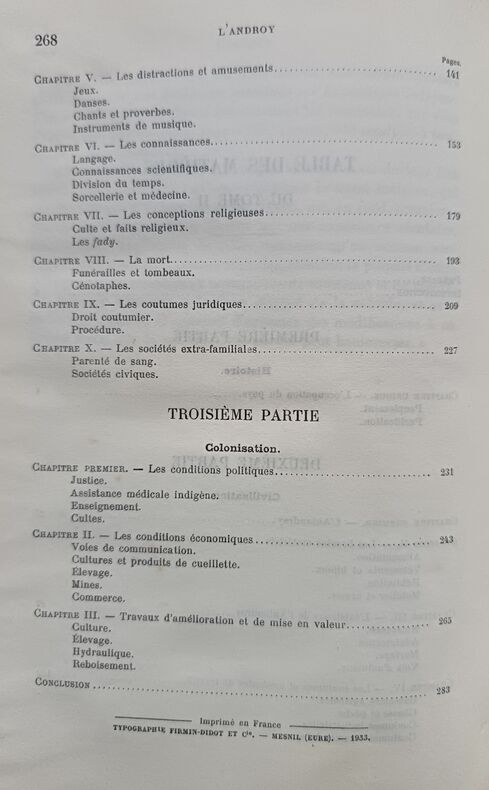 268
L'ANDROY
Pages.
CHAPITRE V. — Les distractions et amusements........ 141
Jeux.
Danses.
Chants et proverbes.
Instruments de musique.
CHAPITRE VI. — Les connaissances........ 153
Langage.
Connaissances scientifiques.
Division du temps.
Sorcellerie et médecine.
CHAPITRE VII. — Les conceptions religieuses........ 179
Culte et faits religieux.
Les fady.
CHAPITRE VIII. — La mort........ 193
Funérailles et tombeaux.
Cénotaphes.
CHAPITRE IX. — Les coutumes juridiques........ 209
Droit coutumier.
Procédure.
CHAPITRE X. — Les sociétés extra-familiales........ 227
Parenté de sang.
Sociétés civiques.
TROISIÈME PARTIE
Colonisation.
CHAPITRE PREMIER. — Les conditions politiques........ 231
Justice.
Assistance médicale indigène.
Enseignement.
Cultes.
CHAPITRE II. — Les conditions économiques........ 243
Voies de communication.
Cultures et produits de cueillette.
Élevage.
Mines.
Commerce.
CHAPITRE III. — Travaux d'amélioration et de mise en valeur........ 265
Culture.
Élevage.
Hydraulique.
Reboisement.
CONCLUSION........ 283
Imprimé en France
TYPOGRAPHIE FIRMIN-DIDOT ET Cie. — MESNIL (EURE). — 1933.